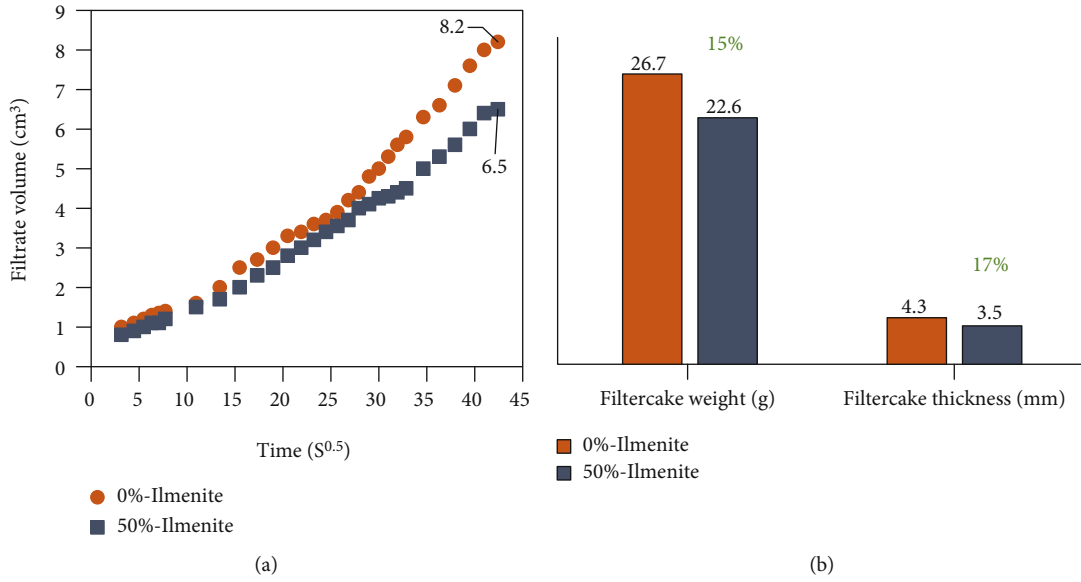 9
8
7
6
5
4
3
2
1
0
Filtrate volume (cm³)
8.2
6.5
0 5 10 15 20 25 30 35 40 45
Time (S⁰·⁵)
0%-Ilmenite
50%-Ilmenite
(a)
15%
26.7
22.6
17%
4.3
3.5
Filtercake weight (g) Filtercake thickness (mm)
0%-Ilmenite
50%-Ilmenite
(b)